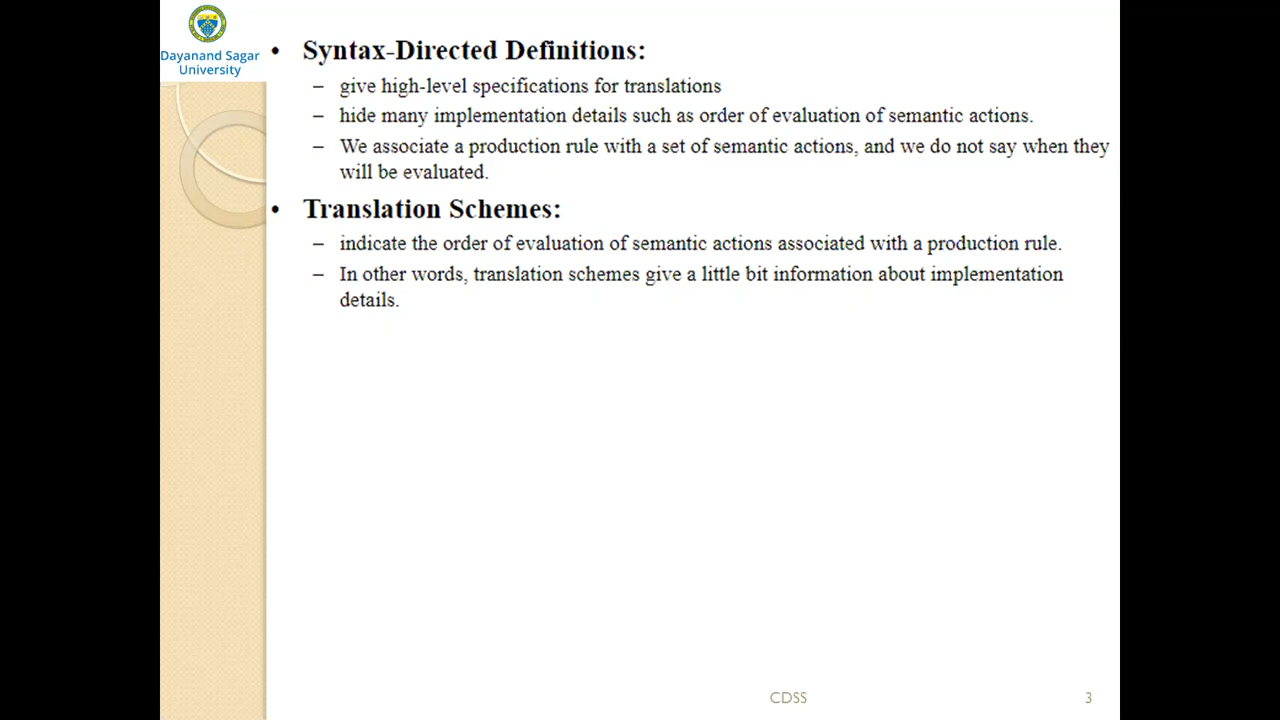 Dayanand Sagar
University
• Syntax-Directed Definitions:
– give high-level specifications for translations
– hide many implementation details such as order of evaluation of semantic actions.
– We associate a production rule with a set of semantic actions, and we do not say when they
will be evaluated.
• Translation Schemes:
– indicate the order of evaluation of semantic actions associated with a production rule.
– In other words, translation schemes give a little bit information about implementation
details.
CDSS
3